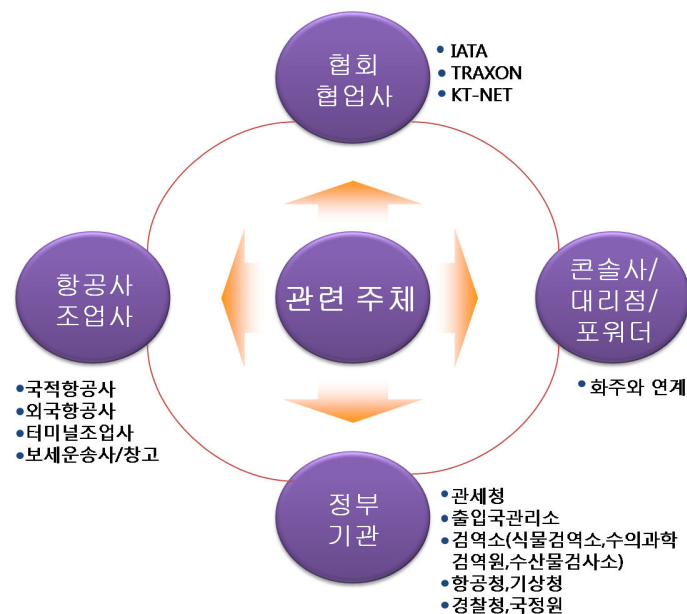 협회
협업사
• IATA
• TRAXON
• KT-NET
항공사
조업사
관련 주체
콘솔사/
대리점/
포워더
•국적항공사
•외국항공사
•터미널조업사
•보세운송사/창고
•화주와 연계
정부
기관
•관세청
•출입국관리소
•검역소(식물검역소,수의과학
검역원,수산물검사소)
•항공청,기상청
•경찰청,국정원